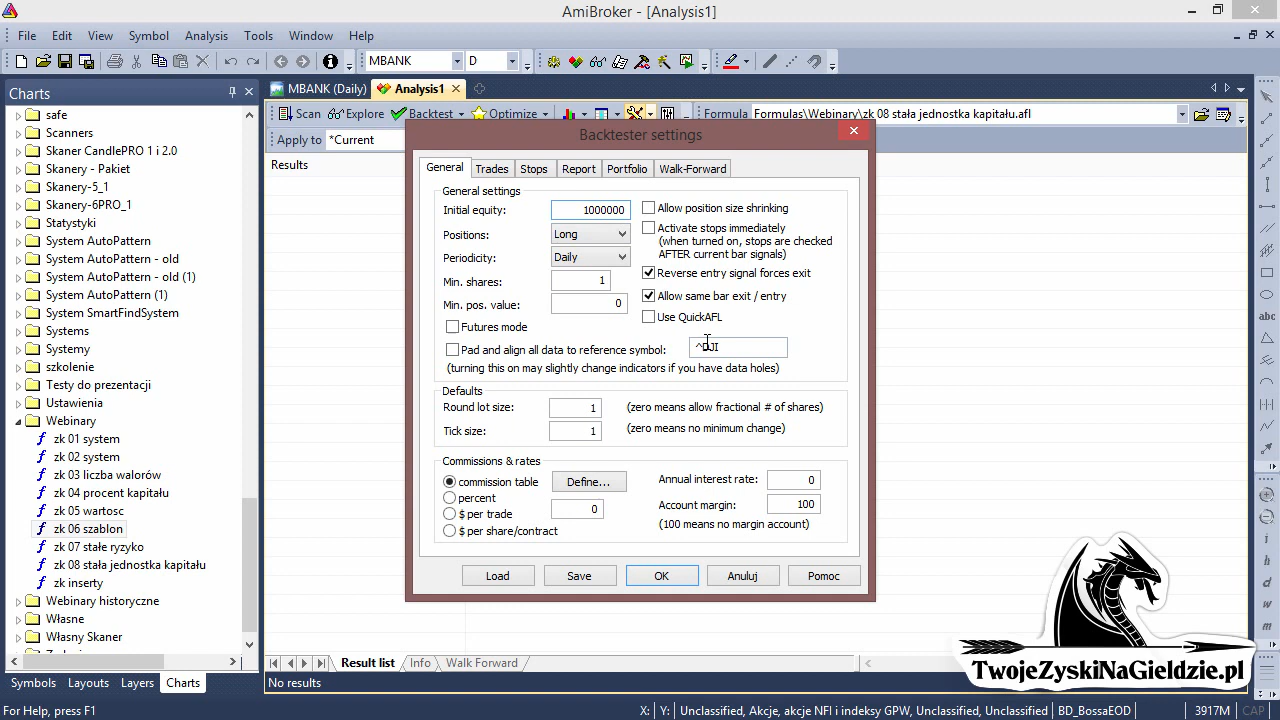 AmiBroker - [Analysis1]
File Edit View Symbol Analysis Tools Window Help
MBANK D
Charts
MBANK (Daily) Analysis1
Scan Explore Backtest Optimize Formula Formulas\Webinary\zk 08 stała jednostka kapitału.afl
Apply to *Current
Results
safe
Scanners
Skaner CandlePRO 1 i 2.0
Skanery - Pakiet
Skanery-5_1
Skanery-6PRO_1
Statystyki
System AutoPattern
System AutoPattern - old
System AutoPattern - old (1)
System AutoPattern (1)
System SmartFindSystem
Systems
Systemy
szkolenie
Testy do prezentacji
Ustawienia
Webinary
zk 01 system
zk 02 system
zk 03 liczba walorów
zk 04 procent kapitału
zk 05 wartosc
zk 06 szablon
zk 07 stałe ryzyko
zk 08 stała jednostka kapitału
zk inserty
Webinary historyczne
Własne
Własny Skaner
Symbols Layouts Layers Charts
Backtester settings
General Trades Stops Report Portfolio Walk-Forward
General settings
Initial equity: 1000000
Positions: Long
Periodicity: Daily
Min. shares: 1
Min. pos. value: 0
Futures mode
Allow position size shrinking
Activate stops immediately
(when turned on, stops are checked
AFTER current bar signals)
Reverse entry signal forces exit
Allow same bar exit / entry
Use QuickAFL
Pad and align all data to reference symbol: ^DJI
(turning this on may slightly change indicators if you have data holes)
Defaults
Round lot size: 1 (zero means allow fractional # of shares)
Tick size: 1 (zero means no minimum change)
Commissions & rates
commission table Define...
percent
$ per trade 0
$ per share/contract
Annual interest rate: 0
Account margin: 100
(100 means no margin account)
Load Save OK Anuluj Pomoc
Result list Info Walk Forward
No results
TwojeZyskiNaGieldzie.pl
For Help, press F1 X: Y: Unclassified, Akcje, akcje NFI i indeksy GPW, Unclassified, Unclassified BD_BossaEOD 3917M CAP